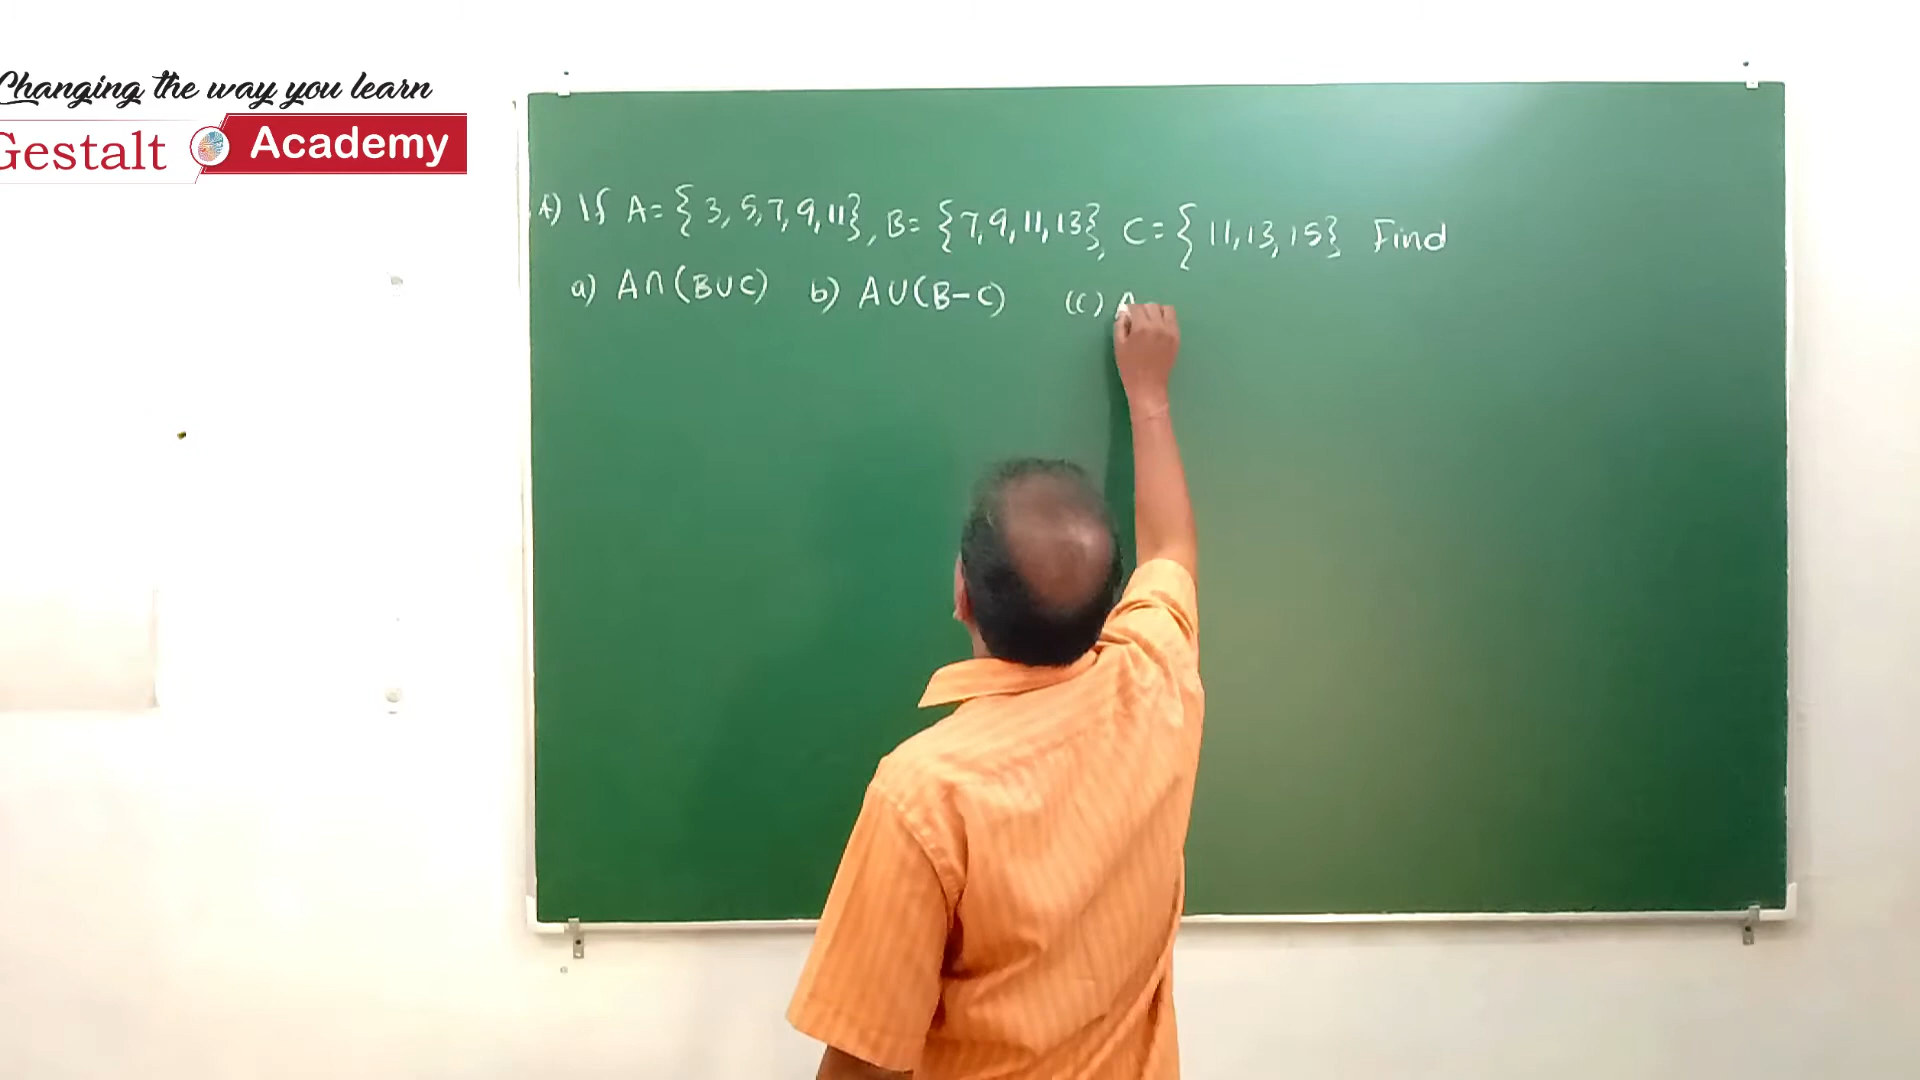 Changing the way you learn
Gestalt Academy
A) If A = {3, 5, 7, 9, 11}, B = {7, 9, 11, 13}, C = {11, 13, 15} Find
a) A∩(B∪C) b) A∪(B−C) (c) A